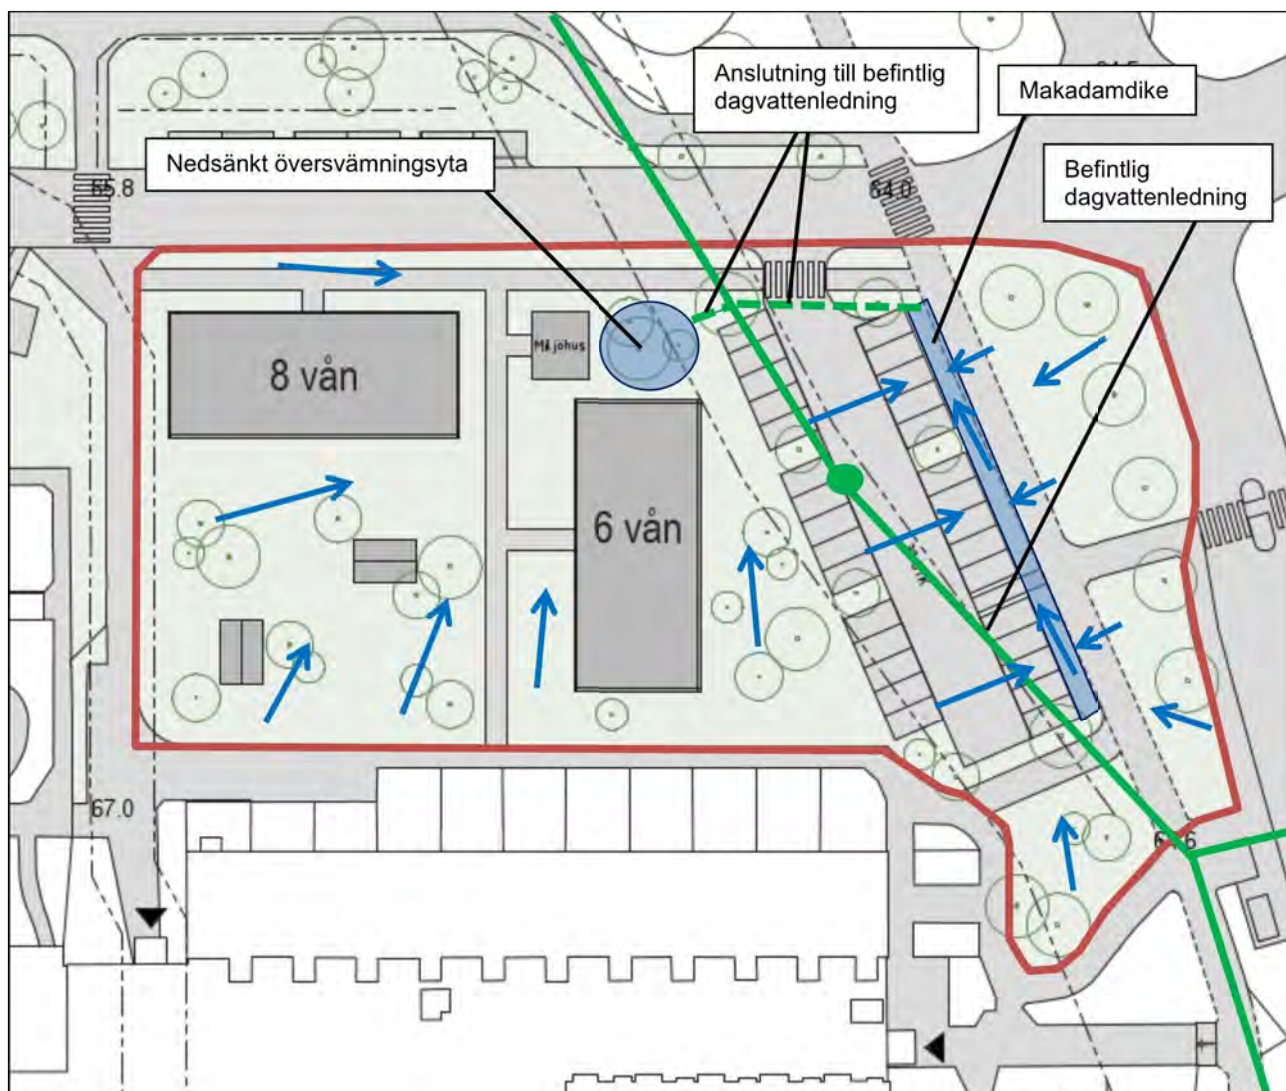 Anslutning till befintlig
dagvattenledning
Makadamdike
Nedsänkt översvämningsyta
Befintlig
dagvattenledning
65.8
64.0
Miljöhus
8 vån
6 vån
67.0